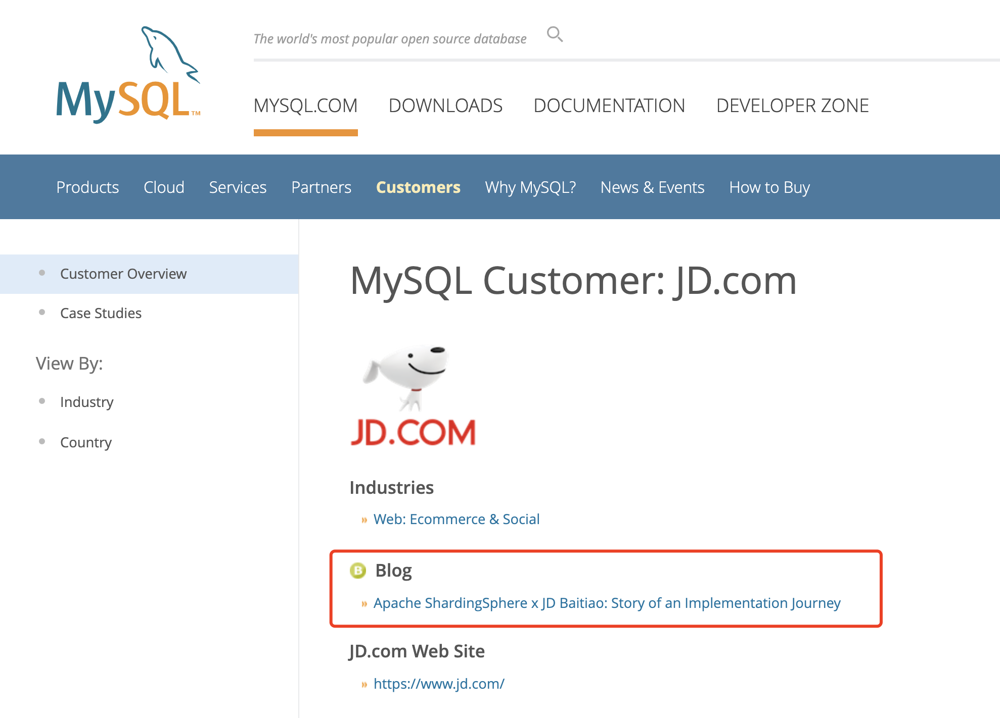 The world's most popular open source database
MySQL™
MYSQL.COM DOWNLOADS DOCUMENTATION DEVELOPER ZONE
Products Cloud Services Partners Customers Why MySQL? News & Events How to Buy
Customer Overview
Case Studies
View By:
Industry
Country
MySQL Customer: JD.com
JD.COM
Industries
Web: Ecommerce & Social
B Blog
Apache ShardingSphere x JD Baitiao: Story of an Implementation Journey
JD.com Web Site
https://www.jd.com/